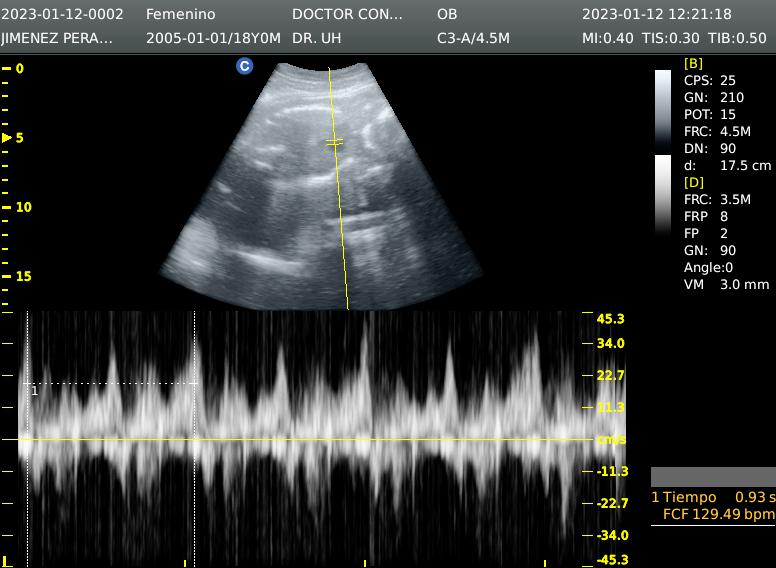 2023-01-12-0002 Femenino DOCTOR CON... OB 2023-01-12 12:21:18
JIMENEZ PERA... 2005-01-01/18Y0M DR. UH C3-A/4.5M MI:0.40 TIS:0.30 TIB:0.50
C
0
5
10
15
[B]
CPS: 25
GN: 210
POT: 15
FRC: 4.5M
DN: 90
d: 17.5 cm
[D]
FRC: 3.5M
FRP 8
FP 2
GN: 90
Angle:0
VM 3.0 mm
45.3
34.0
22.7
11.3
cm/s
-11.3
-22.7
-34.0
-45.3
1
1 Tiempo 0.93 s
FCF 129.49 bpm